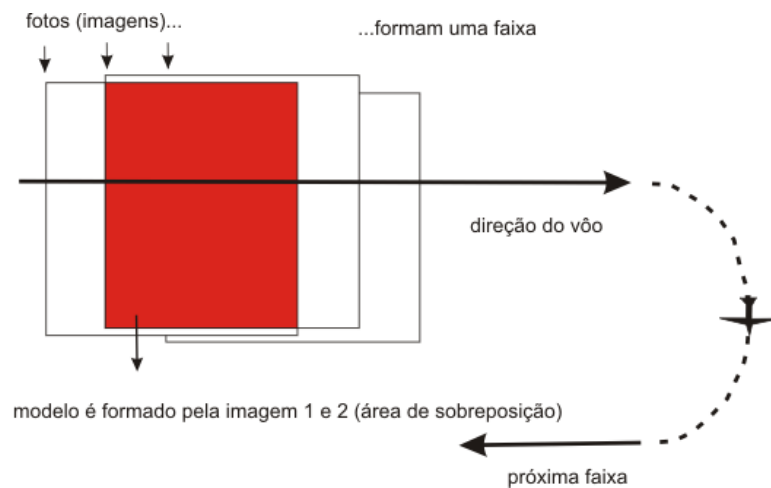 fotos (imagens)...
...formam uma faixa
direção do vôo
modelo é formado pela imagem 1 e 2 (área de sobreposição)
próxima faixa